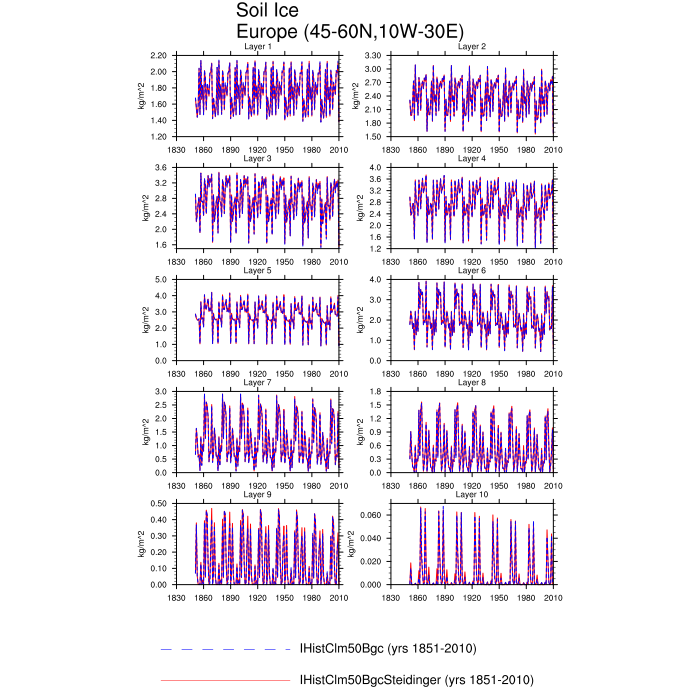 Soil Ice
Europe (45-60N,10W-30E)
Layer 1
2.20
2.00
1.80
1.60
1.40
1.20
kg/m^2
1830 1860 1890 1920 1950 1980 2010
Layer 2
3.30
3.00
2.70
2.40
2.10
1.80
1.50
kg/m^2
1830 1860 1890 1920 1950 1980 2010
Layer 3
3.6
3.2
2.8
2.4
2.0
1.6
kg/m^2
1830 1860 1890 1920 1950 1980 2010
Layer 4
4.0
3.6
3.2
2.8
2.4
2.0
1.6
1.2
kg/m^2
1830 1860 1890 1920 1950 1980 2010
Layer 5
5.0
4.0
3.0
2.0
1.0
0.0
kg/m^2
1830 1860 1890 1920 1950 1980 2010
Layer 6
4.0
3.0
2.0
1.0
0.0
kg/m^2
1830 1860 1890 1920 1950 1980 2010
Layer 7
3.0
2.5
2.0
1.5
1.0
0.5
0.0
kg/m^2
1830 1860 1890 1920 1950 1980 2010
Layer 8
1.8
1.5
1.2
0.9
0.6
0.3
0.0
kg/m^2
1830 1860 1890 1920 1950 1980 2010
Layer 9
0.50
0.40
0.30
0.20
0.10
0.00
kg/m^2
1830 1860 1890 1920 1950 1980 2010
Layer 10
0.060
0.040
0.020
0.000
kg/m^2
1830 1860 1890 1920 1950 1980 2010
IHistClm50Bgc (yrs 1851-2010)
IHistClm50BgcSteidinger (yrs 1851-2010)